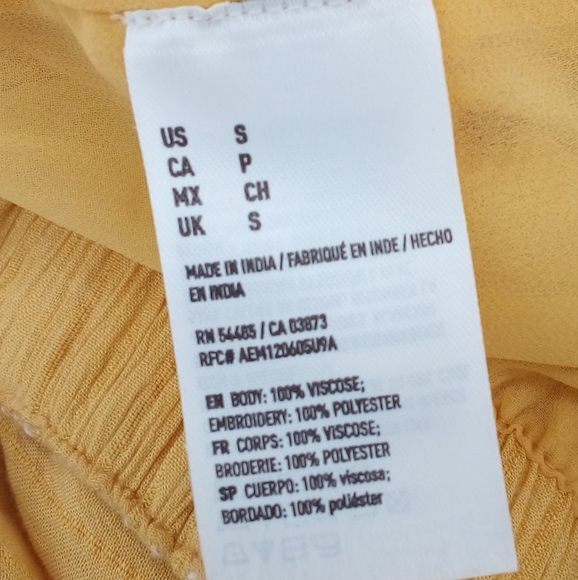 US S
CA P
MX CH
UK S
MADE IN INDIA / FABRIQUÉ EN INDE / HECHO
EN INDIA
RN 54485 / CA 03873
RFC# AEM120605U9A
EN BODY: 100% VISCOSE;
EMBROIDERY: 100% POLYESTER
FR CORPS: 100% VISCOSE;
BRODERIE: 100% POLYESTER
SP CUERPO: 100% viscosa;
BORDADO: 100% poliéster